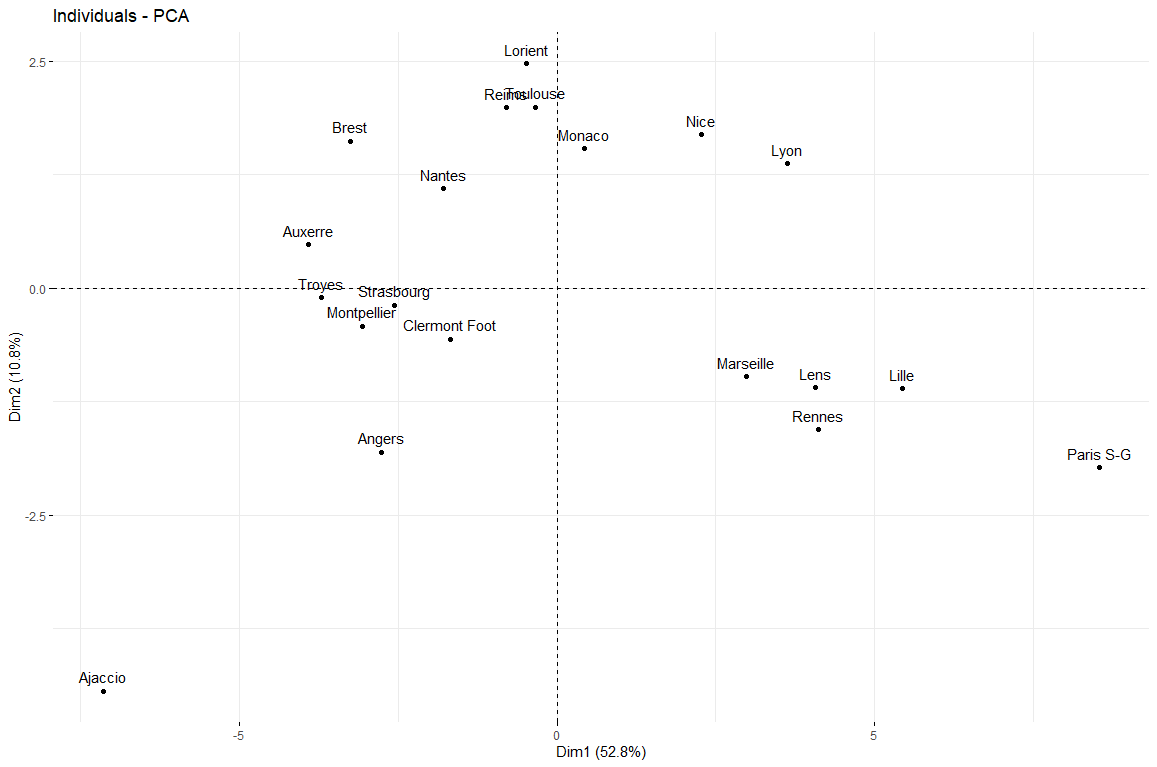 Individuals - PCA
Lorient
2.5
Reims
Toulouse
Brest
Monaco
Nice
Lyon
Nantes
Auxerre
0.0
Troyes
Strasbourg
Montpellier
Clermont Foot
Marseille
Lens
Lille
Rennes
Angers
Paris S-G
-2.5
Ajaccio
Dim2 (10.8%)
-5
0
5
Dim1 (52.8%)